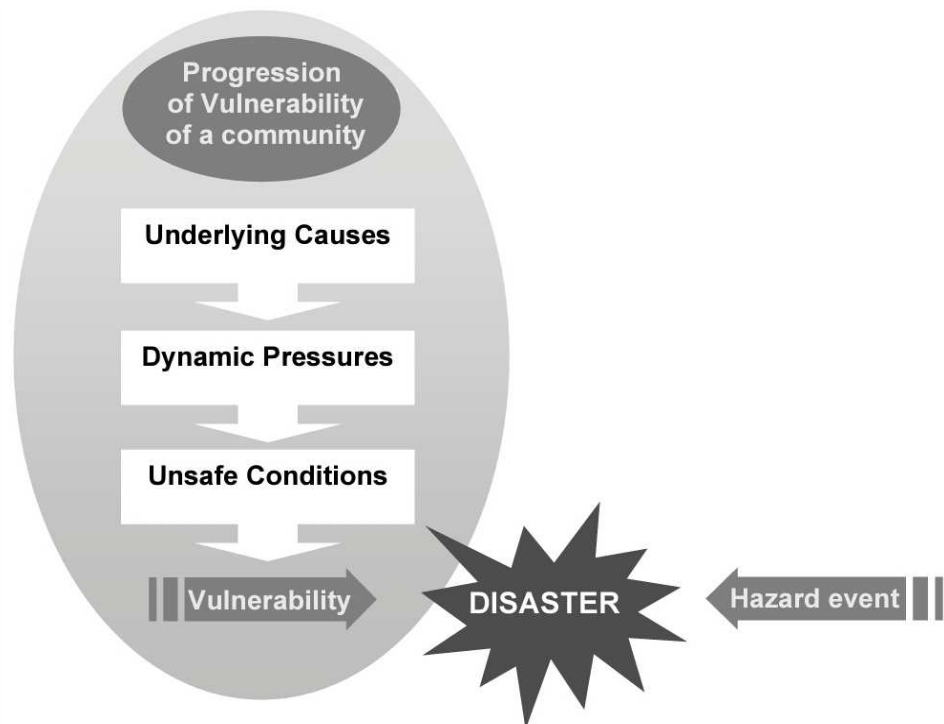 Progression
of Vulnerability
of a community
Underlying Causes
Dynamic Pressures
Unsafe Conditions
Vulnerability
DISASTER
Hazard event